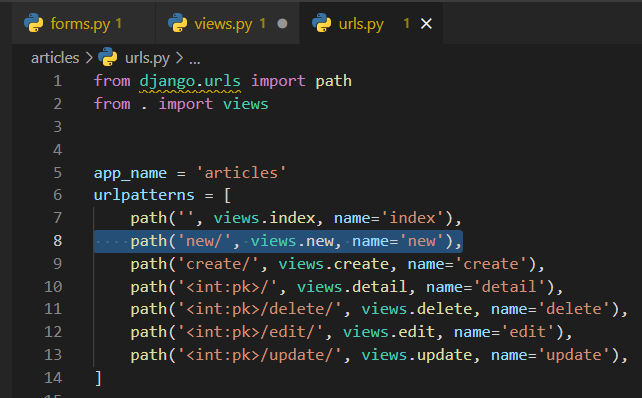 forms.py 1 views.py 1 urls.py 1
articles > urls.py > ...
1 from django.urls import path
2 from . import views
3
4
5 app_name = 'articles'
6 urlpatterns = [
7 path('', views.index, name='index'),
8 path('new/', views.new, name='new'),
9 path('create/', views.create, name='create'),
10 path('<int:pk>/', views.detail, name='detail'),
11 path('<int:pk>/delete/', views.delete, name='delete'),
12 path('<int:pk>/edit/', views.edit, name='edit'),
13 path('<int:pk>/update/', views.update, name='update'),
14 ]